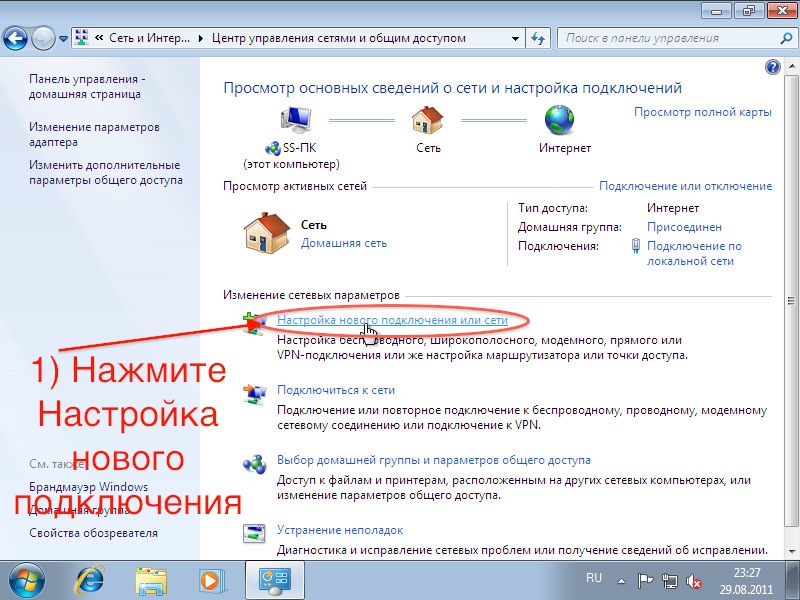 « Сеть и Интер... ▸ Центр управления сетями и общим доступом
Поиск в панели управления
Панель управления -
домашняя страница
Изменение параметров
адаптера
Изменить дополнительные
параметры общего доступа
Просмотр основных сведений о сети и настройка подключений
Просмотр полной карты
SS-ПК
(этот компьютер)
Сеть
Интернет
Просмотр активных сетей
Подключение или отключение
Сеть
Домашняя сеть
Тип доступа: Интернет
Домашняя группа: Присоединен
Подключения: Подключение по
локальной сети
Изменение сетевых параметров
Настройка нового подключения или сети
Настройка беспроводного, широкополосного, модемного, прямого или
VPN-подключения или же настройка маршрутизатора или точки доступа.
Подключиться к сети
Подключение или повторное подключение к беспроводному, проводному, модемному
сетевому соединению или подключение к VPN.
Выбор домашней группы и параметров общего доступа
Доступ к файлам и принтерам, расположенным на других сетевых компьютерах, или
изменение параметров общего доступа.
Устранение неполадок
Диагностика и исправление сетевых проблем или получение сведений об исправлении.
1) Нажмите
Настройка
нового
подключения
См. также
Брандмауэр Windows
Домашняя группа
Свойства обозревателя
RU
23:27
29.08.2011